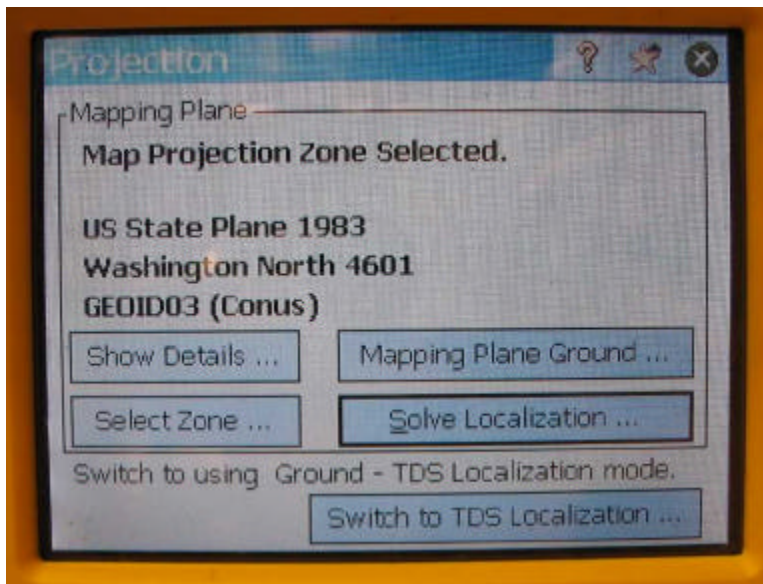 Projection
Mapping Plane
Map Projection Zone Selected.
US State Plane 1983
Washington North 4601
GEOID03 (Conus)
Show Details ...
Mapping Plane Ground ...
Select Zone ...
Solve Localization ...
Switch to using Ground - TDS Localization mode.
Switch to TDS Localization ...